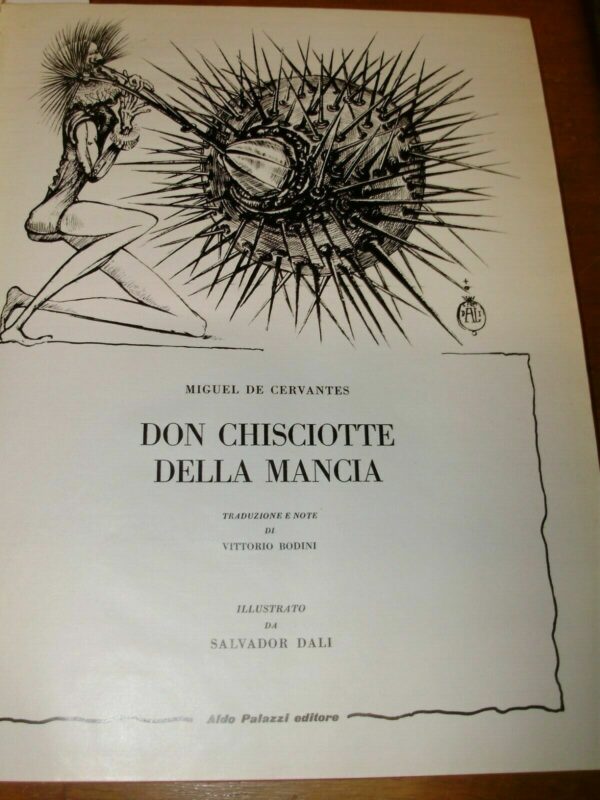 DALI
MIGUEL DE CERVANTES
DON CHISCIOTTE
DELLA MANCIA
TRADUZIONE E NOTE
DI
VITTORIO BODINI
ILLUSTRATO
DA
SALVADOR DALI
Aldo Palazzi editore